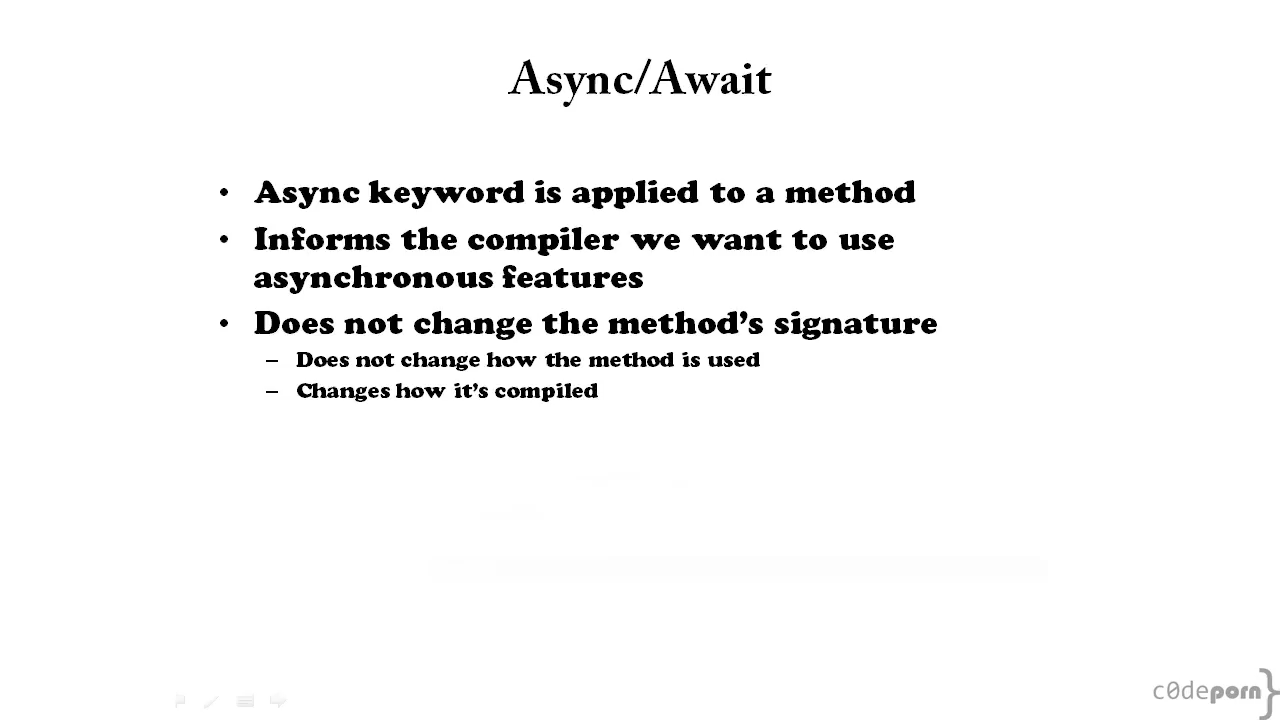 Async/Await
• Async keyword is applied to a method
• Informs the compiler we want to use
asynchronous features
• Does not change the method’s signature
– Does not change how the method is used
– Changes how it’s compiled
c0deporn}